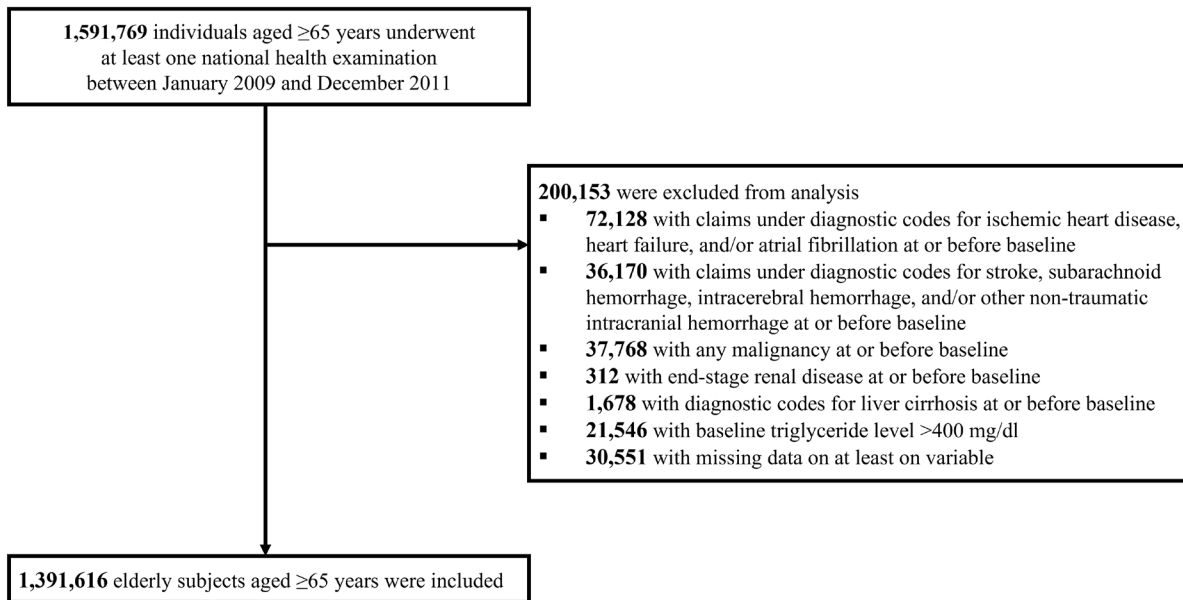 1,591,769 individuals aged ≥65 years underwent
at least one national health examination
between January 2009 and December 2011
200,153 were excluded from analysis
▪ 72,128 with claims under diagnostic codes for ischemic heart disease,
heart failure, and/or atrial fibrillation at or before baseline
▪ 36,170 with claims under diagnostic codes for stroke, subarachnoid
hemorrhage, intracerebral hemorrhage, and/or other non-traumatic
intracranial hemorrhage at or before baseline
▪ 37,768 with any malignancy at or before baseline
▪ 312 with end-stage renal disease at or before baseline
▪ 1,678 with diagnostic codes for liver cirrhosis at or before baseline
▪ 21,546 with baseline triglyceride level >400 mg/dl
▪ 30,551 with missing data on at least on variable
1,391,616 elderly subjects aged ≥65 years were included